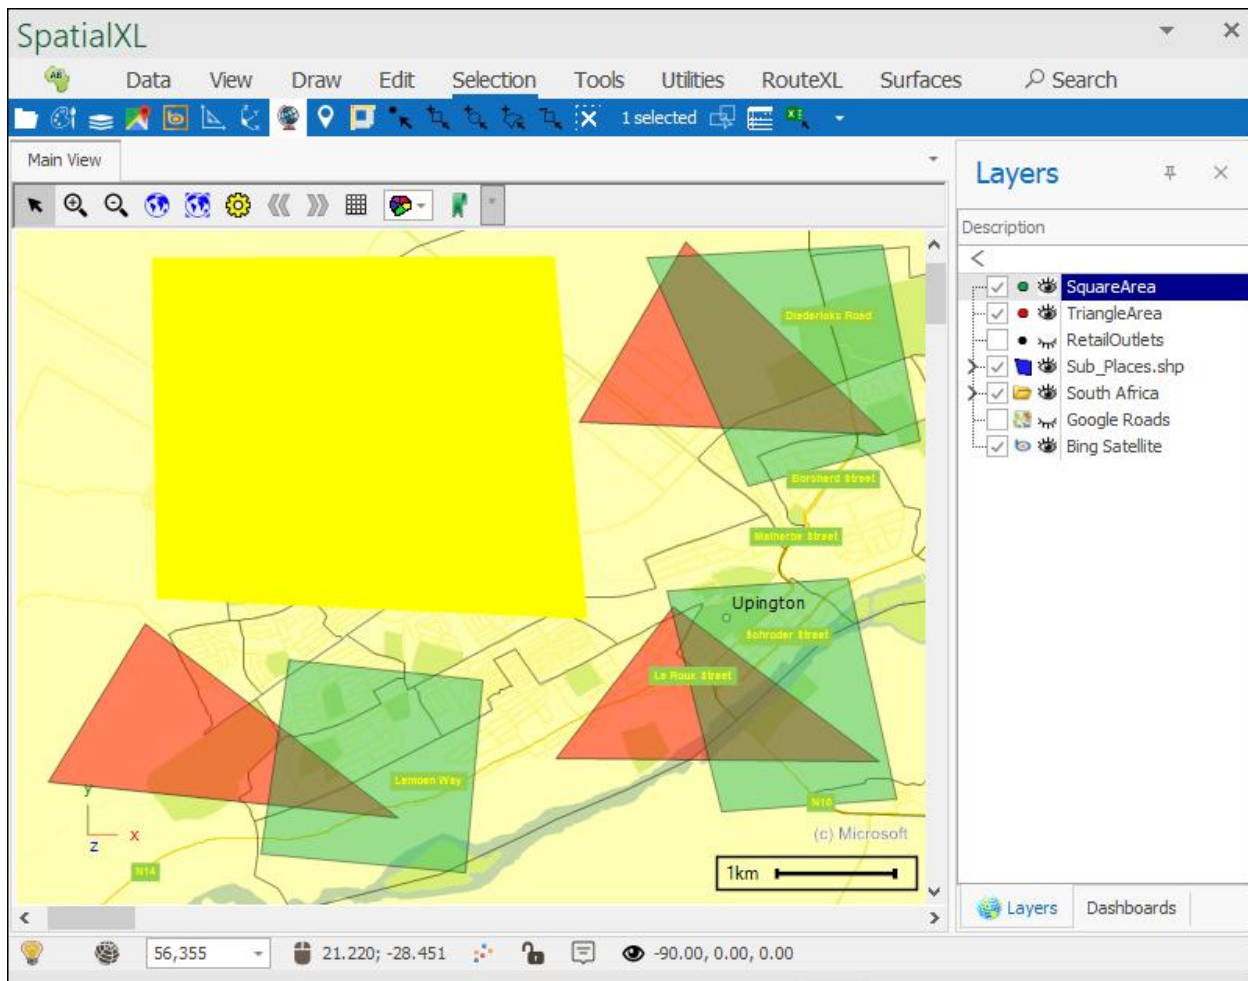 SpatialXL
AB
Data View Draw Edit Selection Tools Utilities RouteXL Surfaces Search
1 selected
Main View
Layers
Description
SquareArea
TriangleArea
RetailOutlets
Sub_Places.shp
South Africa
Google Roads
Bing Satellite
Diedericks Road
Borcherd Street
Malherbe Street
Upington
Schroder Street
Le Roux Street
Lemoen Way
N10
N14
y
x
z
(c) Microsoft
1km
Layers Dashboards
56,355
21.220; -28.451
-90.00, 0.00, 0.00